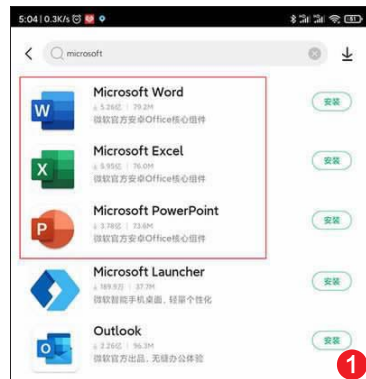 5:04 | 0.3K/s
microsoft
Microsoft Word
5.26亿 | 79.2M
微软官方安卓Office核心组件
安装
Microsoft Excel
5.95亿 | 76.0M
微软官方安卓Office核心组件
安装
Microsoft PowerPoint
3.78亿 | 73.6M
微软官方安卓Office核心组件
安装
Microsoft Launcher
189.9万 | 37.7M
微软智能手机桌面，轻量个性化
安装
Outlook
2.26亿 | 96.3M
微软官方出品，无缝办公体验
安装
1